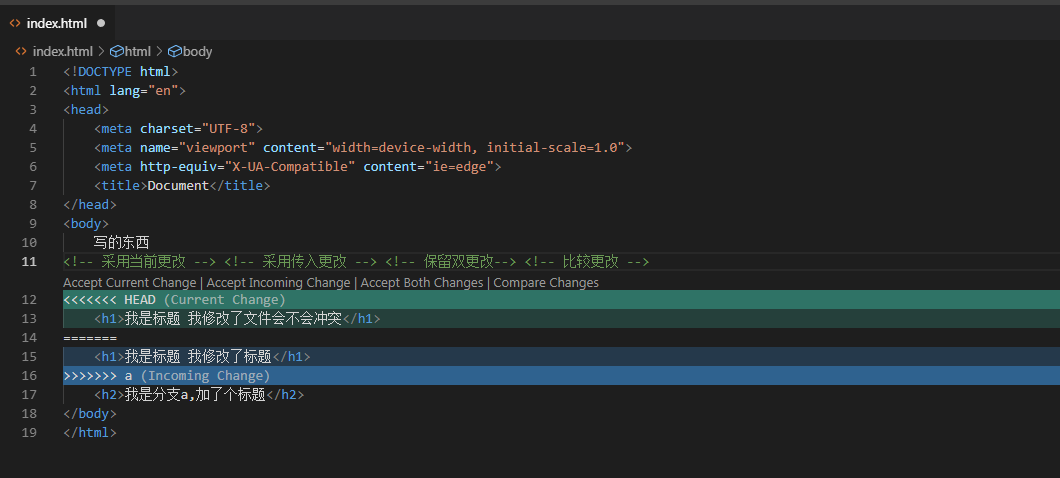 index.html
index.html > html > body
1 <!DOCTYPE html>
2 <html lang="en">
3 <head>
4 <meta charset="UTF-8">
5 <meta name="viewport" content="width=device-width, initial-scale=1.0">
6 <meta http-equiv="X-UA-Compatible" content="ie=edge">
7 <title>Document</title>
8 </head>
9 <body>
10 写的东西
11 <!-- 采用当前更改 --> <!-- 采用传入更改 --> <!-- 保留双更改--> <!-- 比较更改 -->
Accept Current Change | Accept Incoming Change | Accept Both Changes | Compare Changes
12 <<<<<<< HEAD (Current Change)
13 <h1>我是标题 我修改了文件会不会冲突</h1>
14 =======
15 <h1>我是标题 我修改了标题</h1>
16 >>>>>>> a (Incoming Change)
17 <h2>我是分支a,加了个标题</h2>
18 </body>
19 </html>